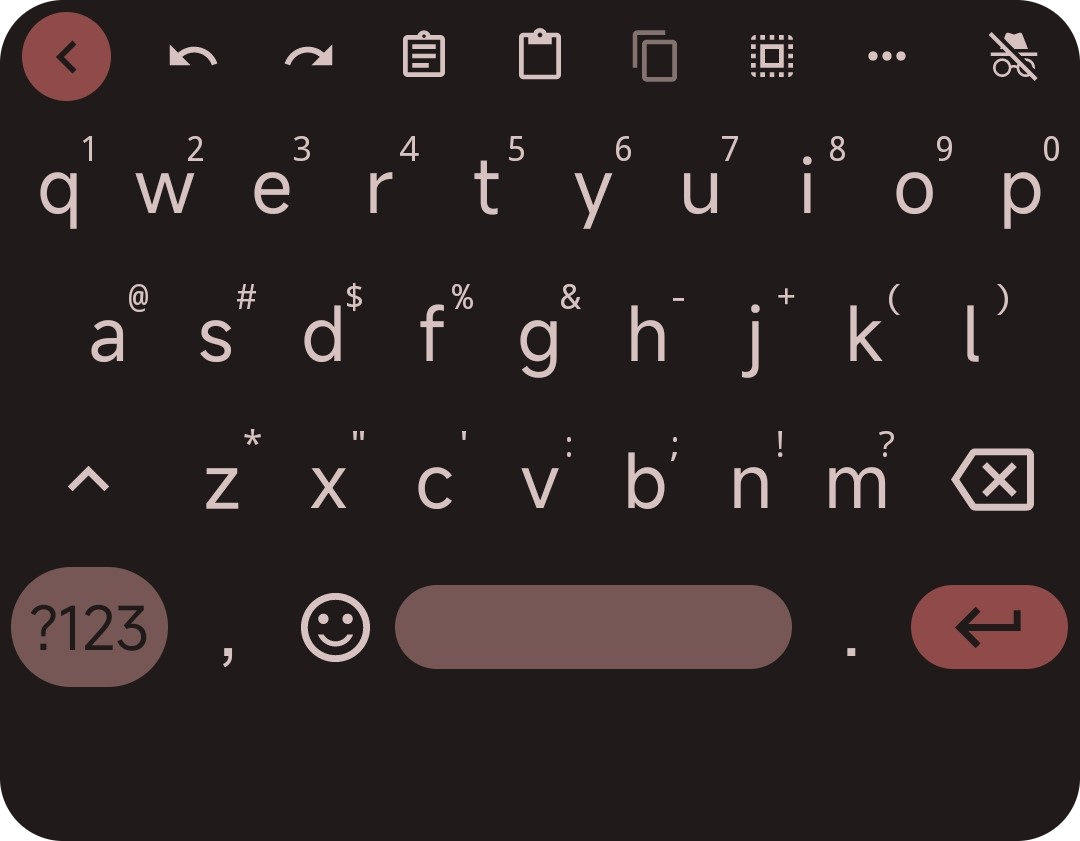 1 2 3 4 5 6 7 8 9 0
q w e r t y u i o p
@ # $ % & - + ( )
a s d f g h j k l
* " ' : ; ! ?
z x c v b n m
?123 , .